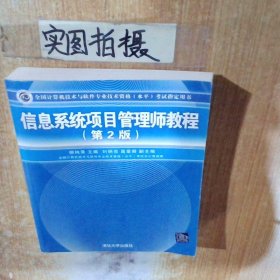 实图拍摄
全国计算机技术与软件专业技术资格（水平）考试指定用书
信息系统项目管理师教程
（第2版）
清华大学出版社